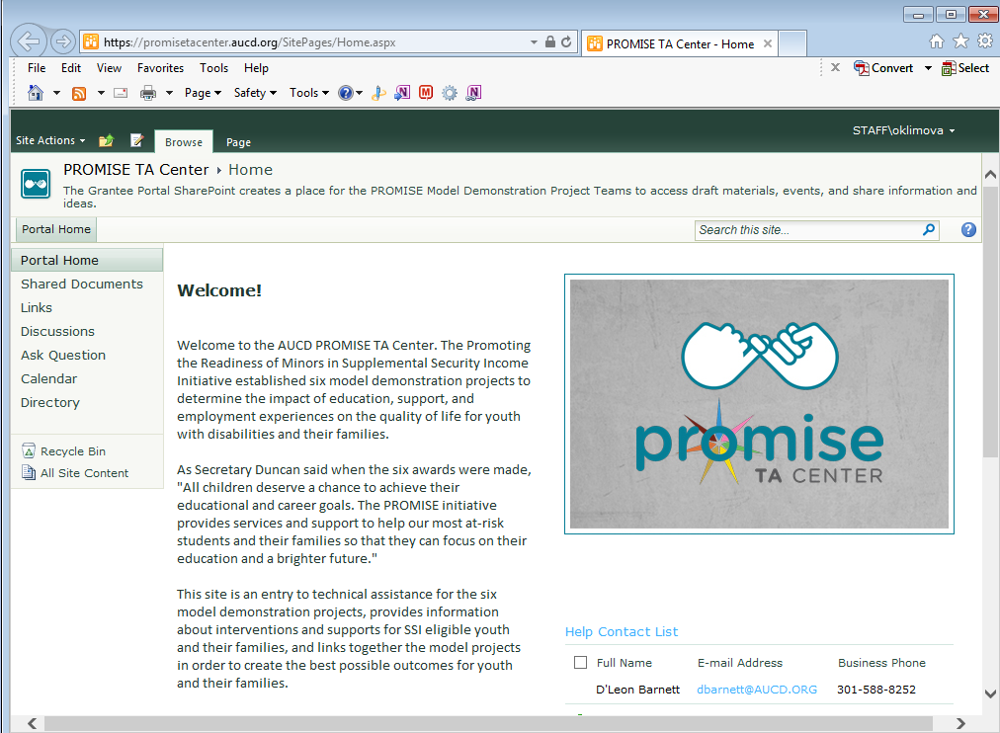 https://promisetacenter.aucd.org/SitePages/Home.aspx
PROMISE TA Center - Home
File Edit View Favorites Tools Help
Convert Select
Page Safety Tools
Site Actions Browse Page
STAFF\oklimova
PROMISE TA Center Home
The Grantee Portal SharePoint creates a place for the PROMISE Model Demonstration Project Teams to access draft materials, events, and share information and
ideas.
Portal Home
Search this site...
Portal Home
Shared Documents
Links
Discussions
Ask Question
Calendar
Directory
Recycle Bin
All Site Content
Welcome!
Welcome to the AUCD PROMISE TA Center. The Promoting
the Readiness of Minors in Supplemental Security Income
Initiative established six model demonstration projects to
determine the impact of education, support, and
employment experiences on the quality of life for youth
with disabilities and their families.
As Secretary Duncan said when the six awards were made,
"All children deserve a chance to achieve their
educational and career goals. The PROMISE initiative
provides services and support to help our most at-risk
students and their families so that they can focus on their
education and a brighter future."
This site is an entry to technical assistance for the six
model demonstration projects, provides information
about interventions and supports for SSI eligible youth
and their families, and links together the model projects
in order to create the best possible outcomes for youth
and their families.
promise
TA CENTER
Help Contact List
Full Name E-mail Address Business Phone
D'Leon Barnett dbarnett@AUCD.ORG 301-588-8252